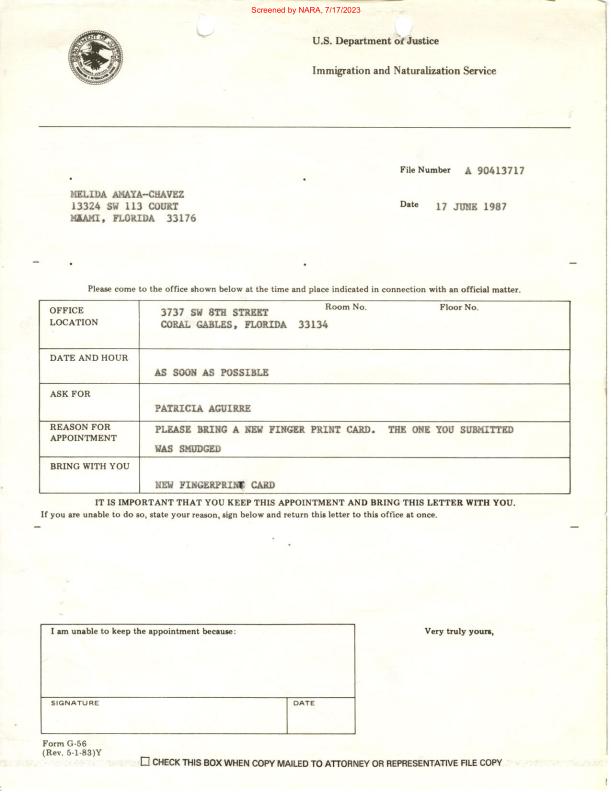 Screened by NARA, 7/17/2023
U.S. Department of Justice
Immigration and Naturalization Service
File Number A 90413717
MELIDA AMAYA-CHAVEZ
13324 SW 113 COURT
MIAMI, FLORIDA 33176
Date 17 JUNE 1987
Please come to the office shown below at the time and place indicated in connection with an official matter.
OFFICE LOCATION
3737 SW 8TH STREET
CORAL GABLES, FLORIDA 33134
Room No.
Floor No.
DATE AND HOUR
AS SOON AS POSSIBLE
ASK FOR
PATRICIA AGUIRRE
REASON FOR APPOINTMENT
PLEASE BRING A NEW FINGER PRINT CARD. THE ONE YOU SUBMITTED
WAS SMUDGED
BRING WITH YOU
NEW FINGERPRINT CARD
IT IS IMPORTANT THAT YOU KEEP THIS APPOINTMENT AND BRING THIS LETTER WITH YOU.
If you are unable to do so, state your reason, sign below and return this letter to this office at once.
I am unable to keep the appointment because:
Very truly yours,
SIGNATURE
DATE
Form G-56
(Rev. 5-1-83)Y
CHECK THIS BOX WHEN COPY MAILED TO ATTORNEY OR REPRESENTATIVE FILE COPY